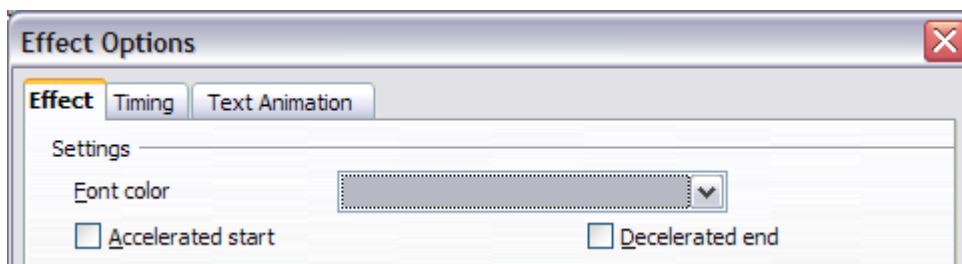 Effect Options
Effect Timing Text Animation
Settings
Font color
Accelerated start Decelerated end